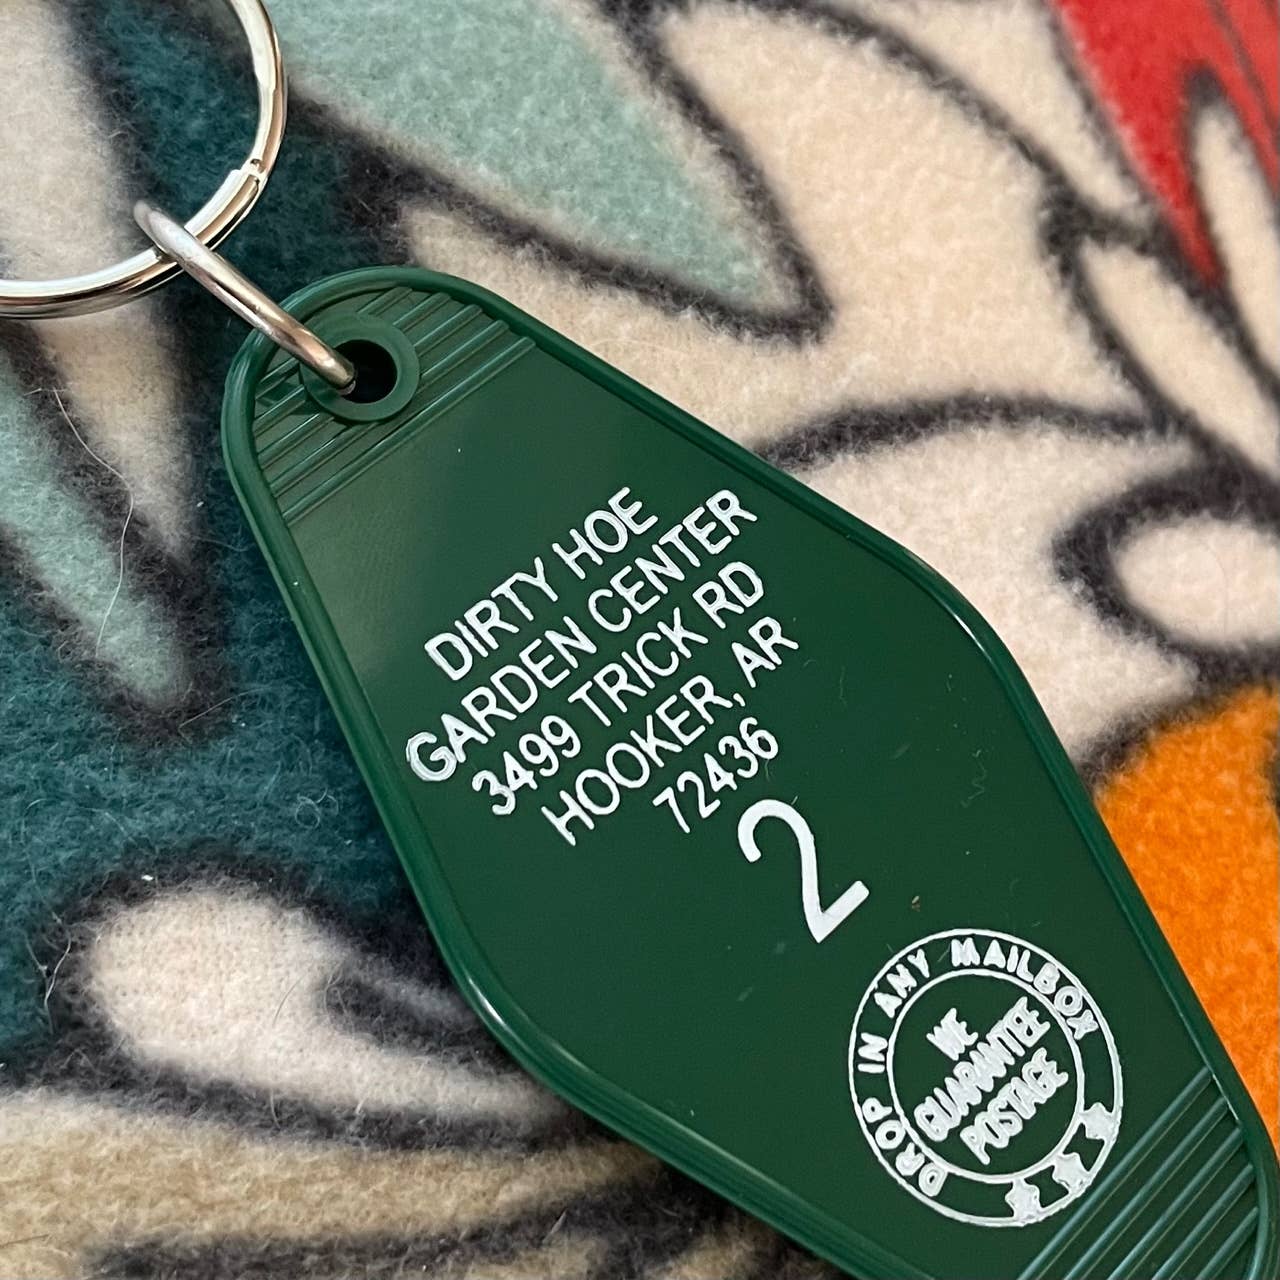 DIRTY HOE
GARDEN CENTER
3499 TRICK RD
HOOKER, AR
72436
2
DROP IN ANY MAILBOX
WE
GUARANTEE
POSTAGE